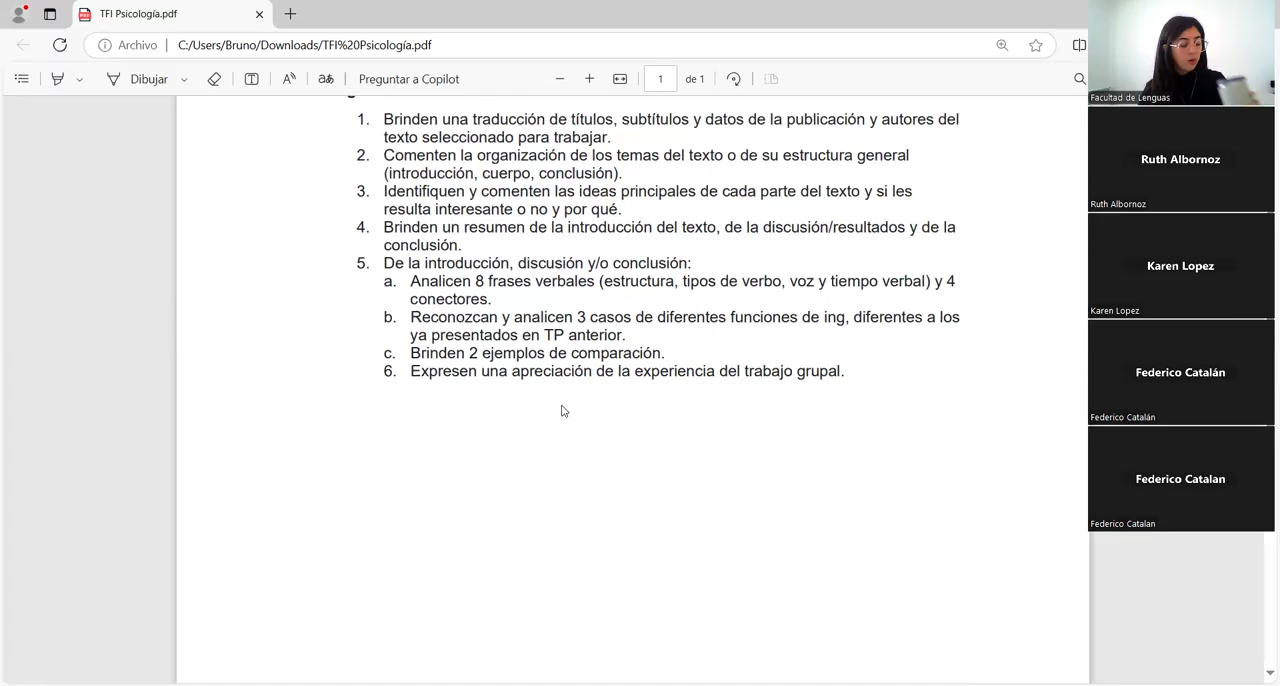 TFI Psicología.pdf
Archivo | C:/Users/Bruno/Downloads/TFI%20Psicología.pdf
Dibujar
Preguntar a Copilot
1 de 1
1. Brinden una traducción de títulos, subtítulos y datos de la publicación y autores del
texto seleccionado para trabajar.
2. Comenten la organización de los temas del texto o de su estructura general
(introducción, cuerpo, conclusión).
3. Identifiquen y comenten las ideas principales de cada parte del texto y si les
resulta interesante o no y por qué.
4. Brinden un resumen de la introducción del texto, de la discusión/resultados y de la
conclusión.
5. De la introducción, discusión y/o conclusión:
a. Analicen 8 frases verbales (estructura, tipos de verbo, voz y tiempo verbal) y 4
conectores.
b. Reconozcan y analicen 3 casos de diferentes funciones de ing, diferentes a los
ya presentados en TP anterior.
c. Brinden 2 ejemplos de comparación.
6. Expresen una apreciación de la experiencia del trabajo grupal.
Facultad de Lenguas
Ruth Albornoz
Ruth Albornoz
Karen Lopez
Karen Lopez
Federico Catalán
Federico Catalán
Federico Catalan
Federico Catalan